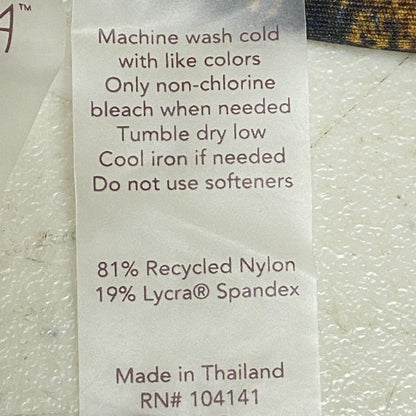 A™
Machine wash cold
with like colors
Only non-chlorine
bleach when needed
Tumble dry low
Cool iron if needed
Do not use softeners
81% Recycled Nylon
19% Lycra® Spandex
Made in Thailand
RN# 104141